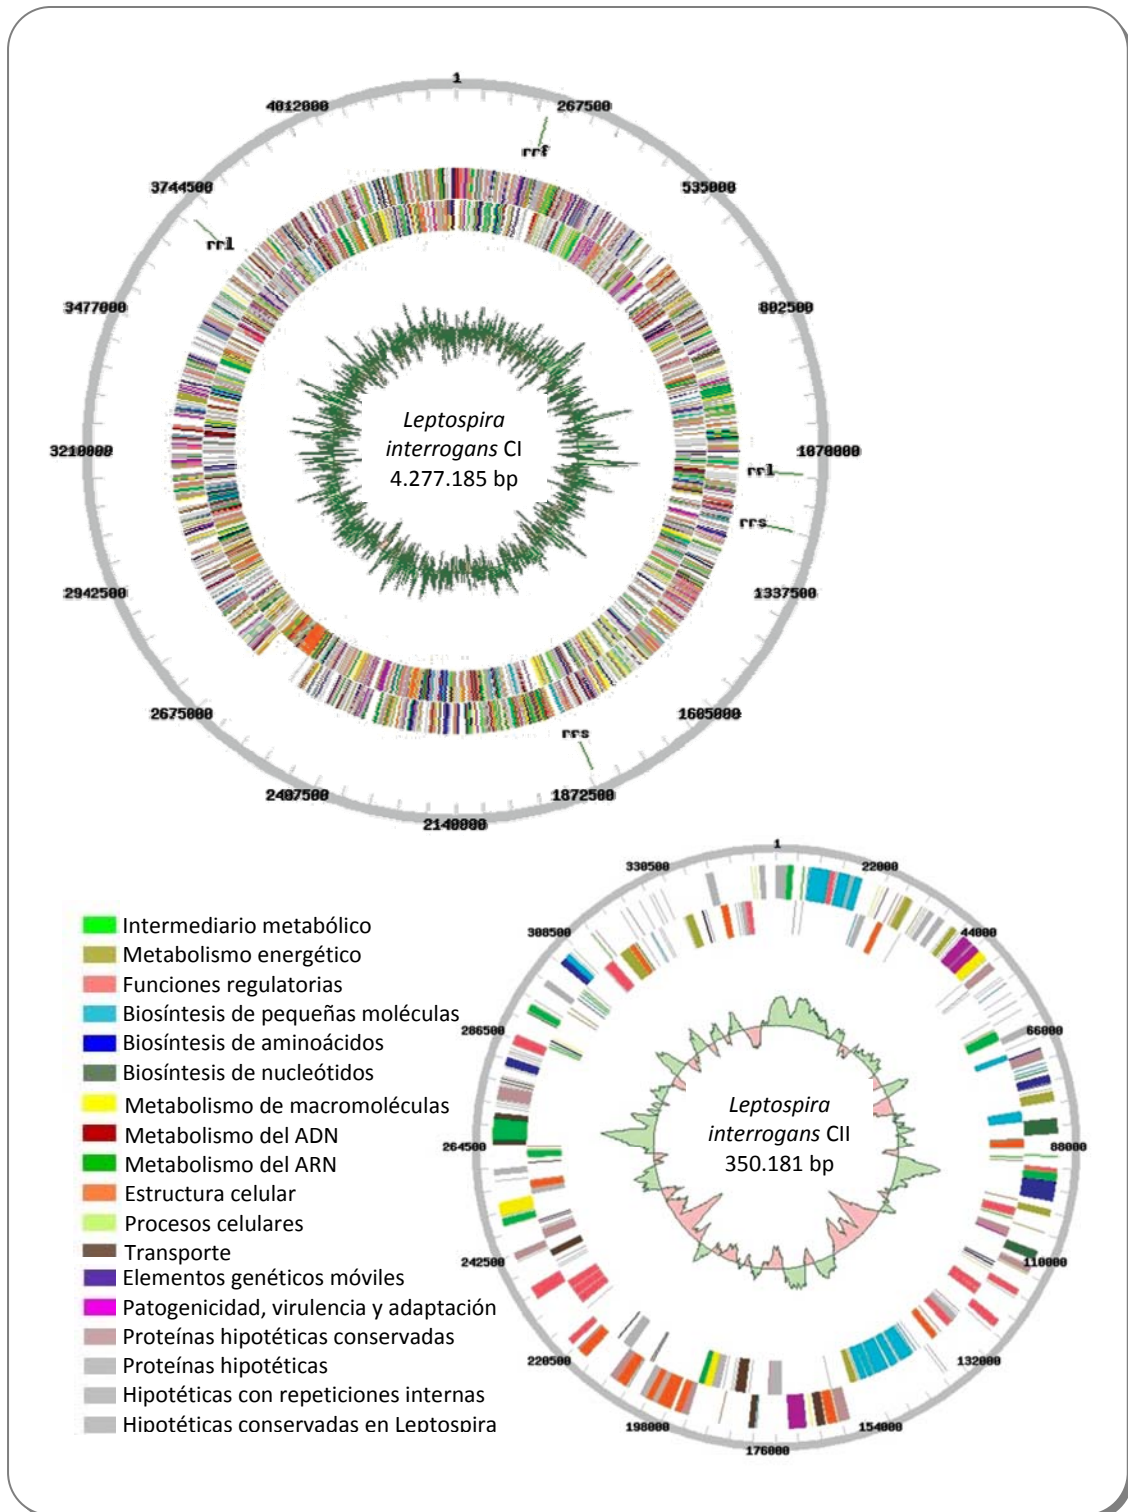 1
4012000
267500
rrf
3744500
535000
rrl
3477000
802500
Leptospira
interrogans CI
4.277.185 bp
3210000
1070000
rrl
rrs
2942500
1337500
2675000
1605000
rrs
2407500
1872500
2140000
1
330500
22000
308500
44000
286500
66000
Leptospira
interrogans CII
350.181 bp
264500
88000
242500
110000
220500
132000
198000
154000
176000
Intermediario metabólico
Metabolismo energético
Funciones regulatorias
Biosíntesis de pequeñas moléculas
Biosíntesis de aminoácidos
Biosíntesis de nucleótidos
Metabolismo de macromoléculas
Metabolismo del ADN
Metabolismo del ARN
Estructura celular
Procesos celulares
Transporte
Elementos genéticos móviles
Patogenicidad, virulencia y adaptación
Proteínas hipotéticas conservadas
Proteínas hipotéticas
Hipotéticas con repeticiones internas
Hipotéticas conservadas en Leptospira